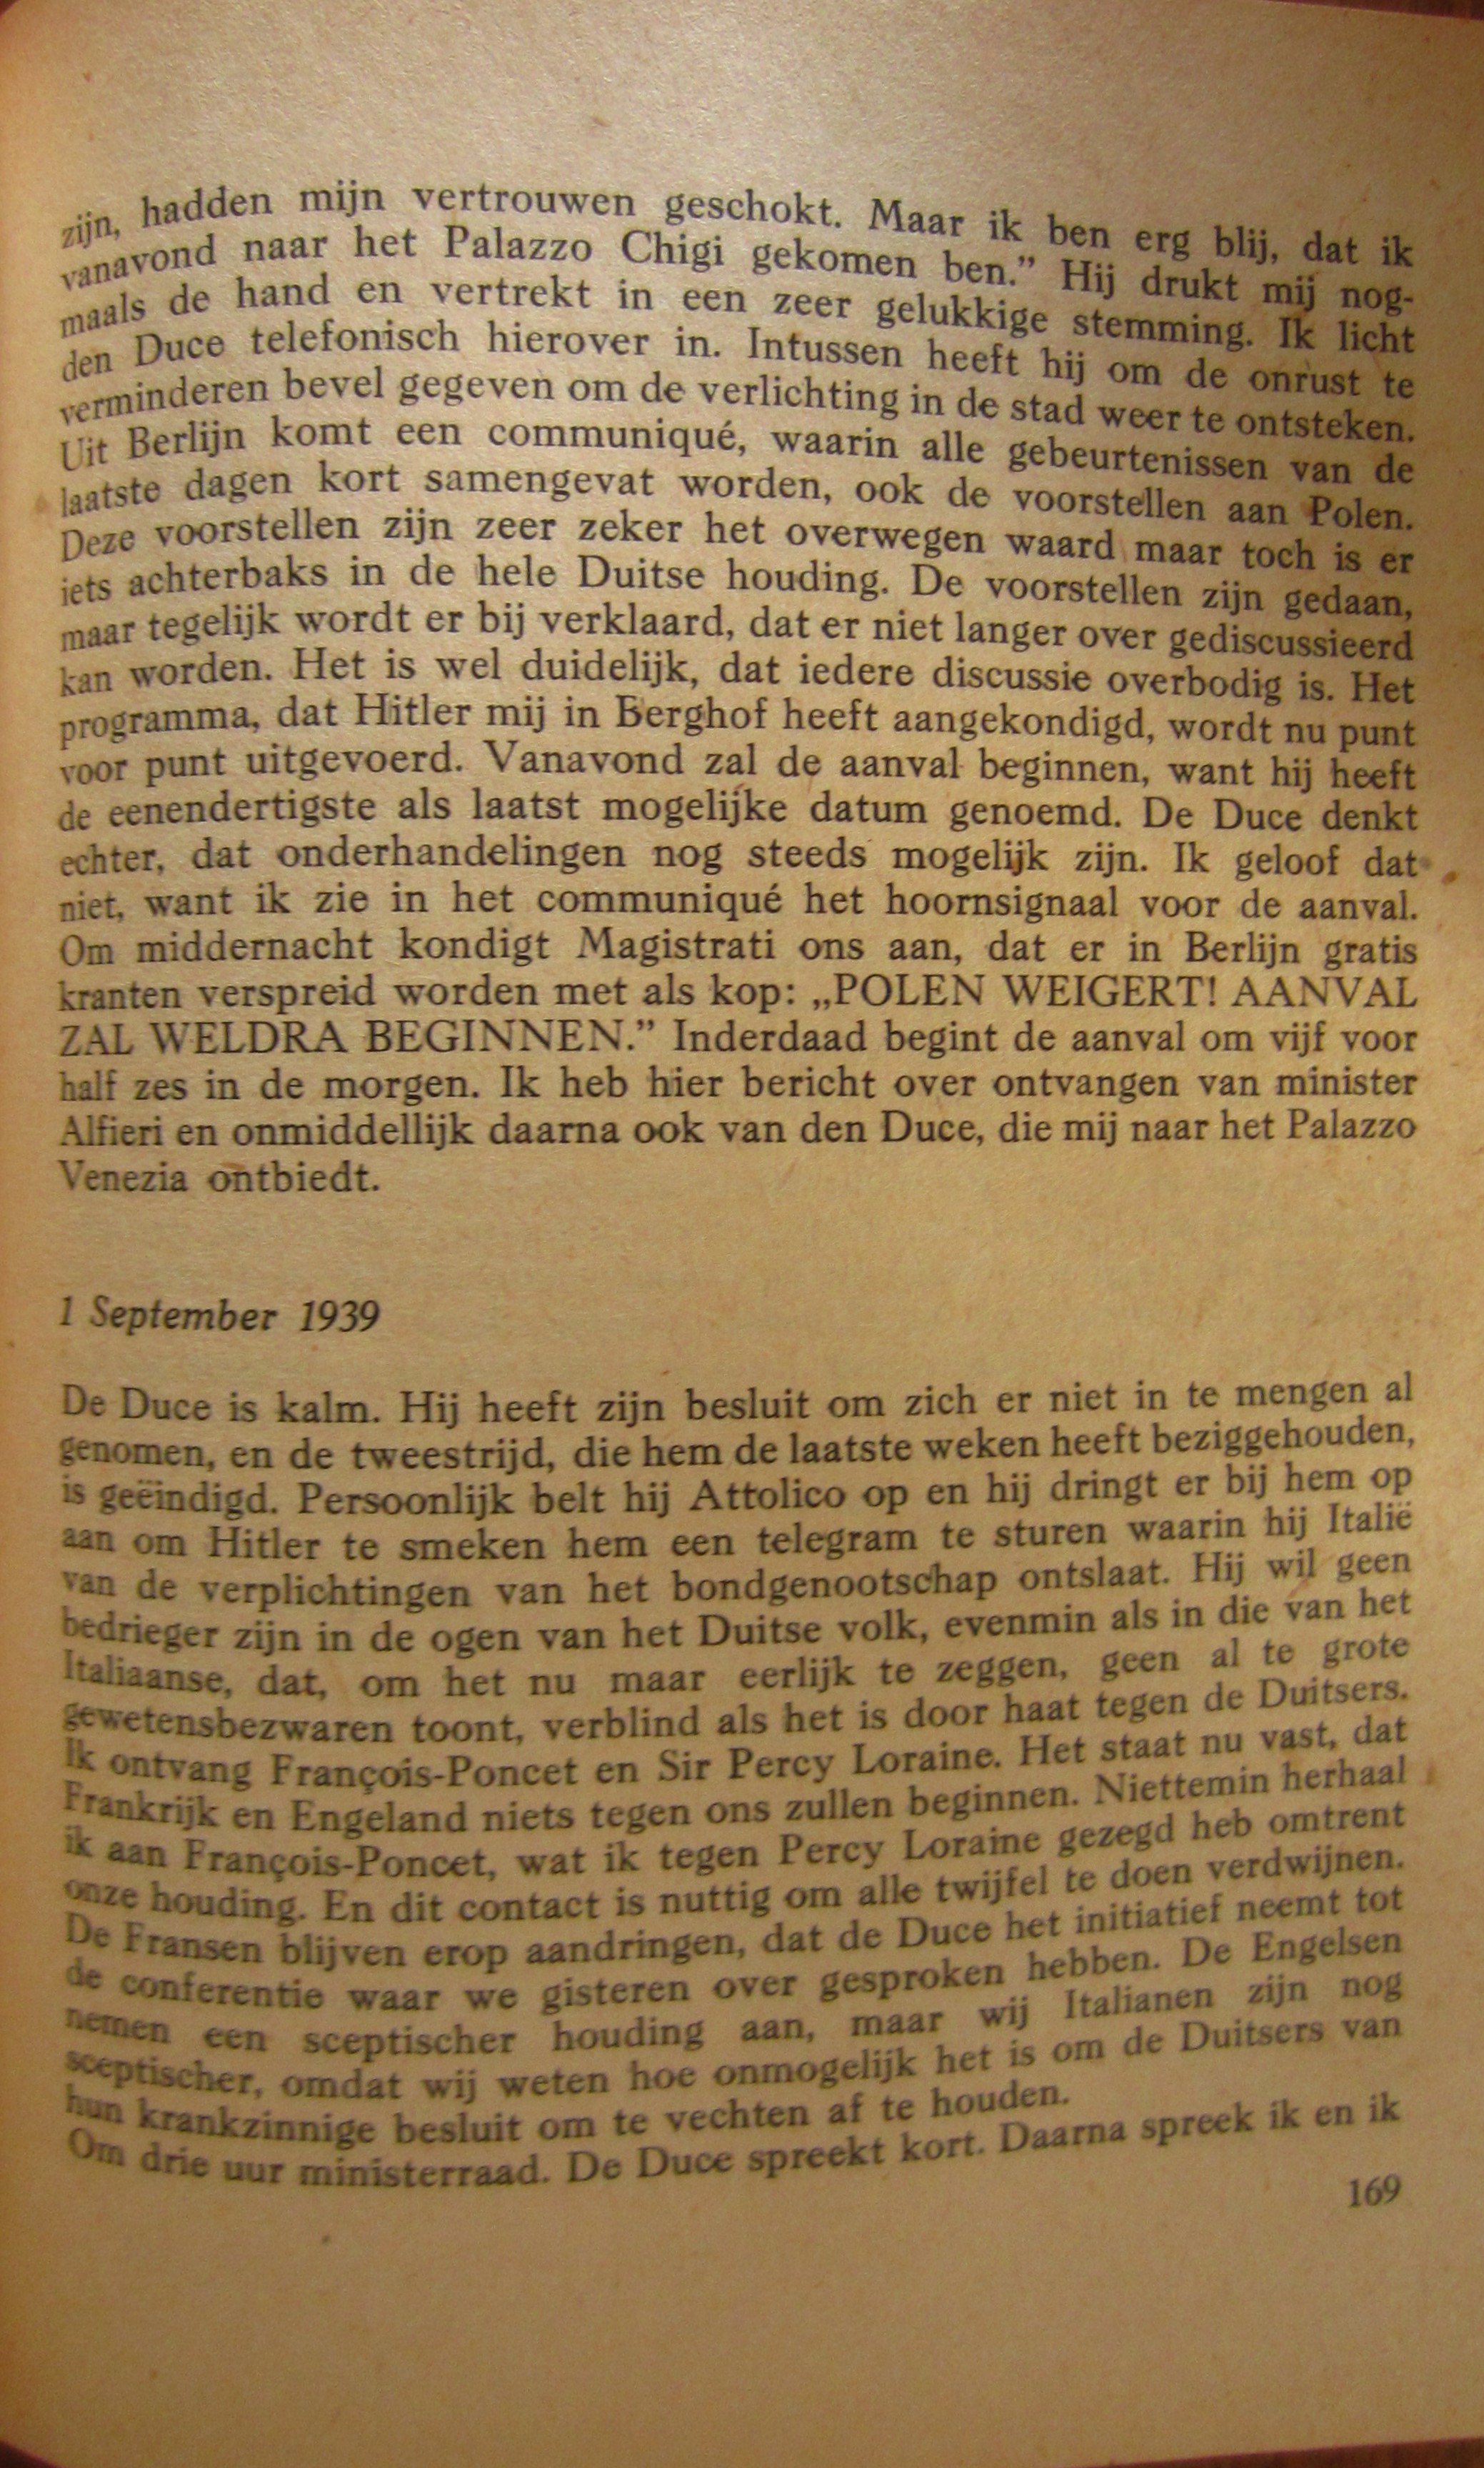 zijn, hadden mijn vertrouwen geschokt. Maar ik ben erg blij, dat ik
vanavond naar het Palazzo Chigi gekomen ben.” Hij drukt mij nog-
maals de hand en vertrekt in een zeer gelukkige stemming. Ik licht
den Duce telefonisch hierover in. Intussen heeft hij om de onrust te
verminderen bevel gegeven om de verlichting in de stad weer te ontsteken.
Uit Berlijn komt een communiqué, waarin alle gebeurtenissen van de
laatste dagen kort samengevat worden, ook de voorstellen aan Polen.
Deze voorstellen zijn zeer zeker het overwegen waard maar toch is er
iets achterbaks in de hele Duitse houding. De voorstellen zijn gedaan,
maar tegelijk wordt er bij verklaard, dat er niet langer over gediscussieerd
kan worden. Het is wel duidelijk, dat iedere discussie overbodig is. Het
programma, dat Hitler mij in Berghof heeft aangekondigd, wordt nu punt
voor punt uitgevoerd. Vanavond zal de aanval beginnen, want hij heeft
de eenendertigste als laatst mogelijke datum genoemd. De Duce denkt
echter, dat onderhandelingen nog steeds mogelijk zijn. Ik geloof dat
niet, want ik zie in het communiqué het hoornsignaal voor de aanval.
Om middernacht kondigt Magistrati ons aan, dat er in Berlijn gratis
kranten verspreid worden met als kop: „POLEN WEIGERT! AANVAL
ZAL WELDRA BEGINNEN.” Inderdaad begint de aanval om vijf voor
half zes in de morgen. Ik heb hier bericht over ontvangen van minister
Alfieri en onmiddellijk daarna ook van den Duce, die mij naar het Palazzo
Venezia ontbiedt.
1 September 1939
De Duce is kalm. Hij heeft zijn besluit om zich er niet in te mengen al
genomen, en de tweestrijd, die hem de laatste weken heeft beziggehouden,
is geëindigd. Persoonlijk belt hij Attolico op en hij dringt er bij hem op
aan om Hitler te smeken hem een telegram te sturen waarin hij Italië
van de verplichtingen van het bondgenootschap ontslaat. Hij wil geen
bedrieger zijn in de ogen van het Duitse volk, evenmin als in die van het
Italiaanse, dat, om het nu maar eerlijk te zeggen, geen al te grote
gewetensbezwaren toont, verblind als het is door haat tegen de Duitsers.
Ik ontvang François-Poncet en Sir Percy Loraine. Het staat nu vast, dat
Frankrijk en Engeland niets tegen ons zullen beginnen. Niettemin herhaal
ik aan François-Poncet, wat ik tegen Percy Loraine gezegd heb omtrent
onze houding. En dit contact is nuttig om alle twijfel te doen verdwijnen.
De Fransen blijven erop aandringen, dat de Duce het initiatief neemt tot
de conferentie waar we gisteren over gesproken hebben. De Engelsen
nemen een sceptischer houding aan, maar wij Italianen zijn nog
sceptischer, omdat wij weten hoe onmogelijk het is om de Duitsers van
hun krankzinnige besluit om te vechten af te houden.
Om drie uur ministerraad. De Duce spreekt kort. Daarna spreek ik en ik
169